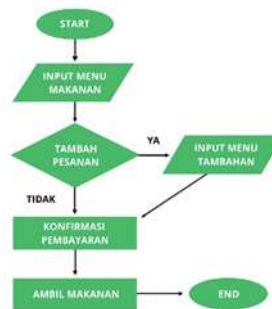 START
INPUT MENU
MAKANAN
TAMBAH
PESANAN
YA
INPUT MENU
TAMBAHAN
TIDAK
KONFIRMASI
PEMBAYARAN
AMBIL MAKANAN
END